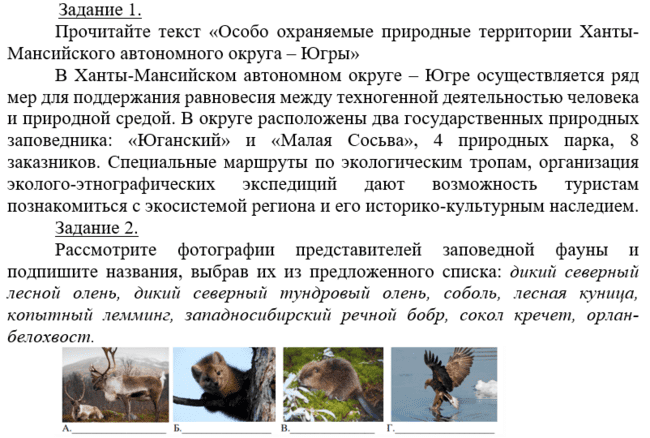 Задание 1.
Прочитайте текст «Особо охраняемые природные территории Ханты-
Мансийского автономного округа – Югры»
В Ханты-Мансийском автономном округе – Югре осуществляется ряд
мер для поддержания равновесия между техногенной деятельностью человека
и природной средой. В округе расположены два государственных природных
заповедника: «Юганский» и «Малая Сосьва», 4 природных парка, 8
заказников. Специальные маршруты по экологическим тропам, организация
эколого-этнографических экспедиций дают возможность туристам
познакомиться с экосистемой региона и его историко-культурным наследием.
Задание 2.
Рассмотрите фотографии представителей заповедной фауны и
подпишите названия, выбрав их из предложенного списка: дикий северный
лесной олень, дикий северный тундровый олень, соболь, лесная куница,
копытный лемминг, западносибирский речной бобр, сокол кречет, орлан-
белохвост.
А.____________ Б.____________ В.____________ Г.____________